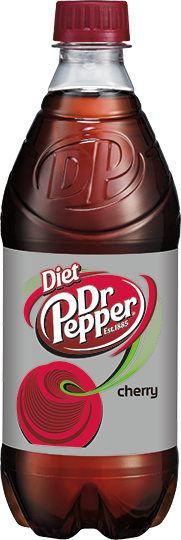 DP
Diet
Dr
Pepper
EST. 1885
cherry